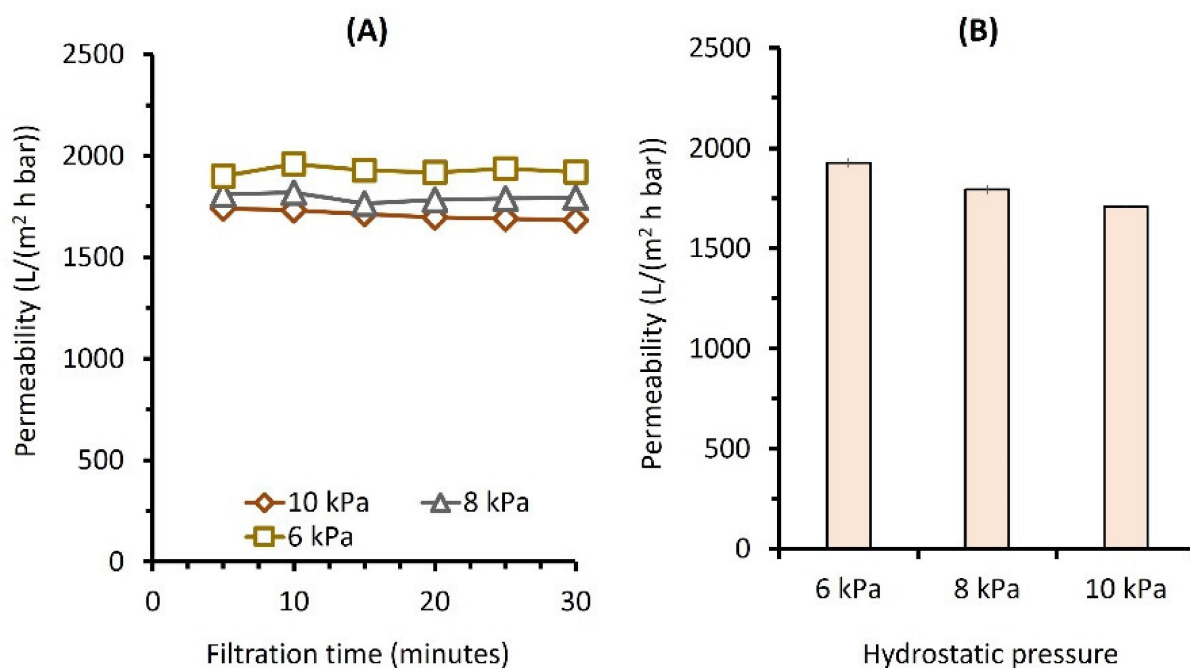 (A)
Permeability (L/(m² h bar))
2500
2000
1500
1000
500
0
0 10 20 30
10 kPa 8 kPa
6 kPa
Filtration time (minutes)
(B)
Permeability (L/(m² h bar))
2500
2000
1500
1000
500
0
6 kPa 8 kPa 10 kPa
Hydrostatic pressure